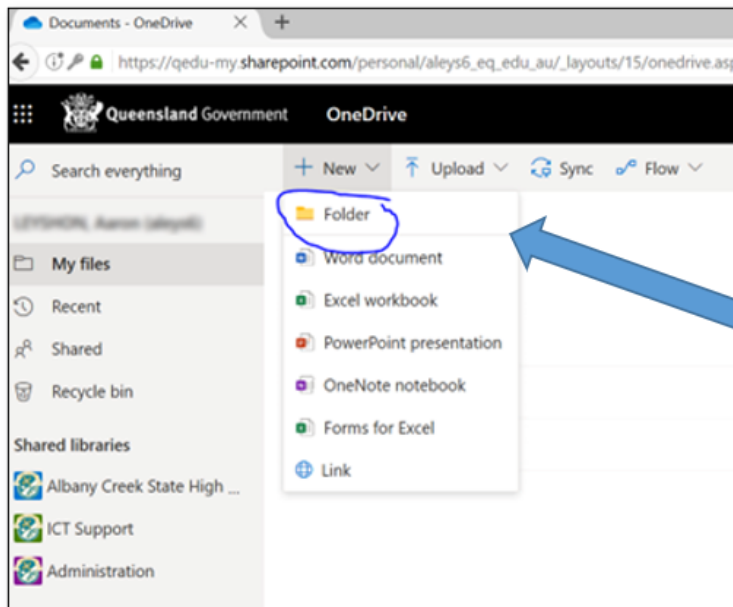 Documents - OneDrive
https://qedu-my.sharepoint.com/personal/aleys6_eq_edu_au/_layouts/15/onedrive.asp
Queensland Government OneDrive
Search everything
New Upload Sync Flow
Folder
My files
Word document
Recent
Excel workbook
Shared
PowerPoint presentation
Recycle bin
OneNote notebook
Forms for Excel
Link
Shared libraries
Albany Creek State High ...
ICT Support
Administration